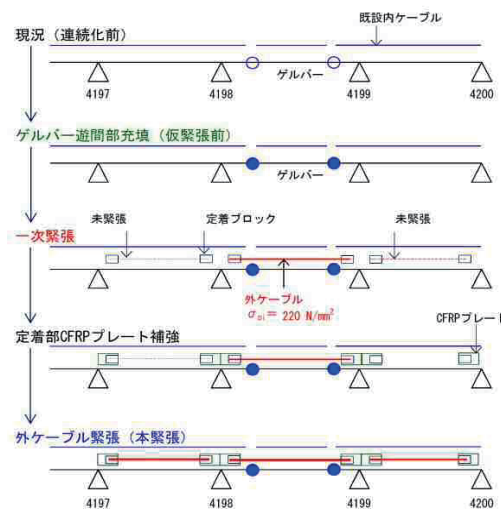 現況（連続化前）
既設内ケーブル
ゲルバー
4197 4198 4199 4200
ゲルバー遊間部充填（仮緊張前）
ゲルバー
一次緊張
未緊張 定着ブロック 未緊張
外ケーブル
σpi＝ 220 N/mm²
定着部CFRPプレート補強
CFRPプレート
外ケーブル緊張（本緊張）
4197 4198 4199 4200